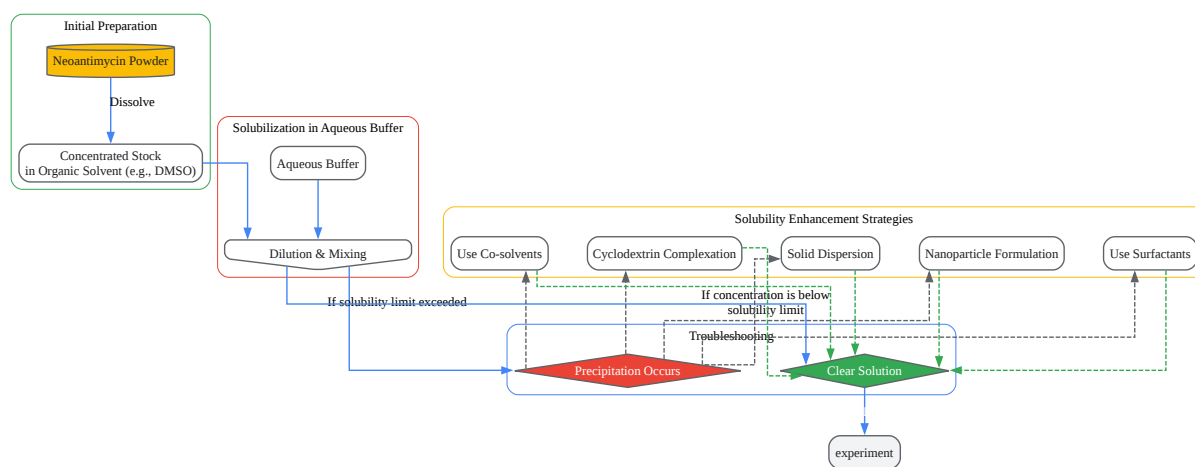 Initial Preparation
Neoantimycin Powder
Dissolve
Concentrated Stock
in Organic Solvent (e.g., DMSO)
Solubilization in Aqueous Buffer
Aqueous Buffer
Dilution & Mixing
Solubility Enhancement Strategies
Use Co-solvents
Cyclodextrin Complexation
Solid Dispersion
Nanoparticle Formulation
Use Surfactants
If solubility limit exceeded
If concentration is below
solubility limit
Troubleshooting
Precipitation Occurs
Clear Solution
experiment